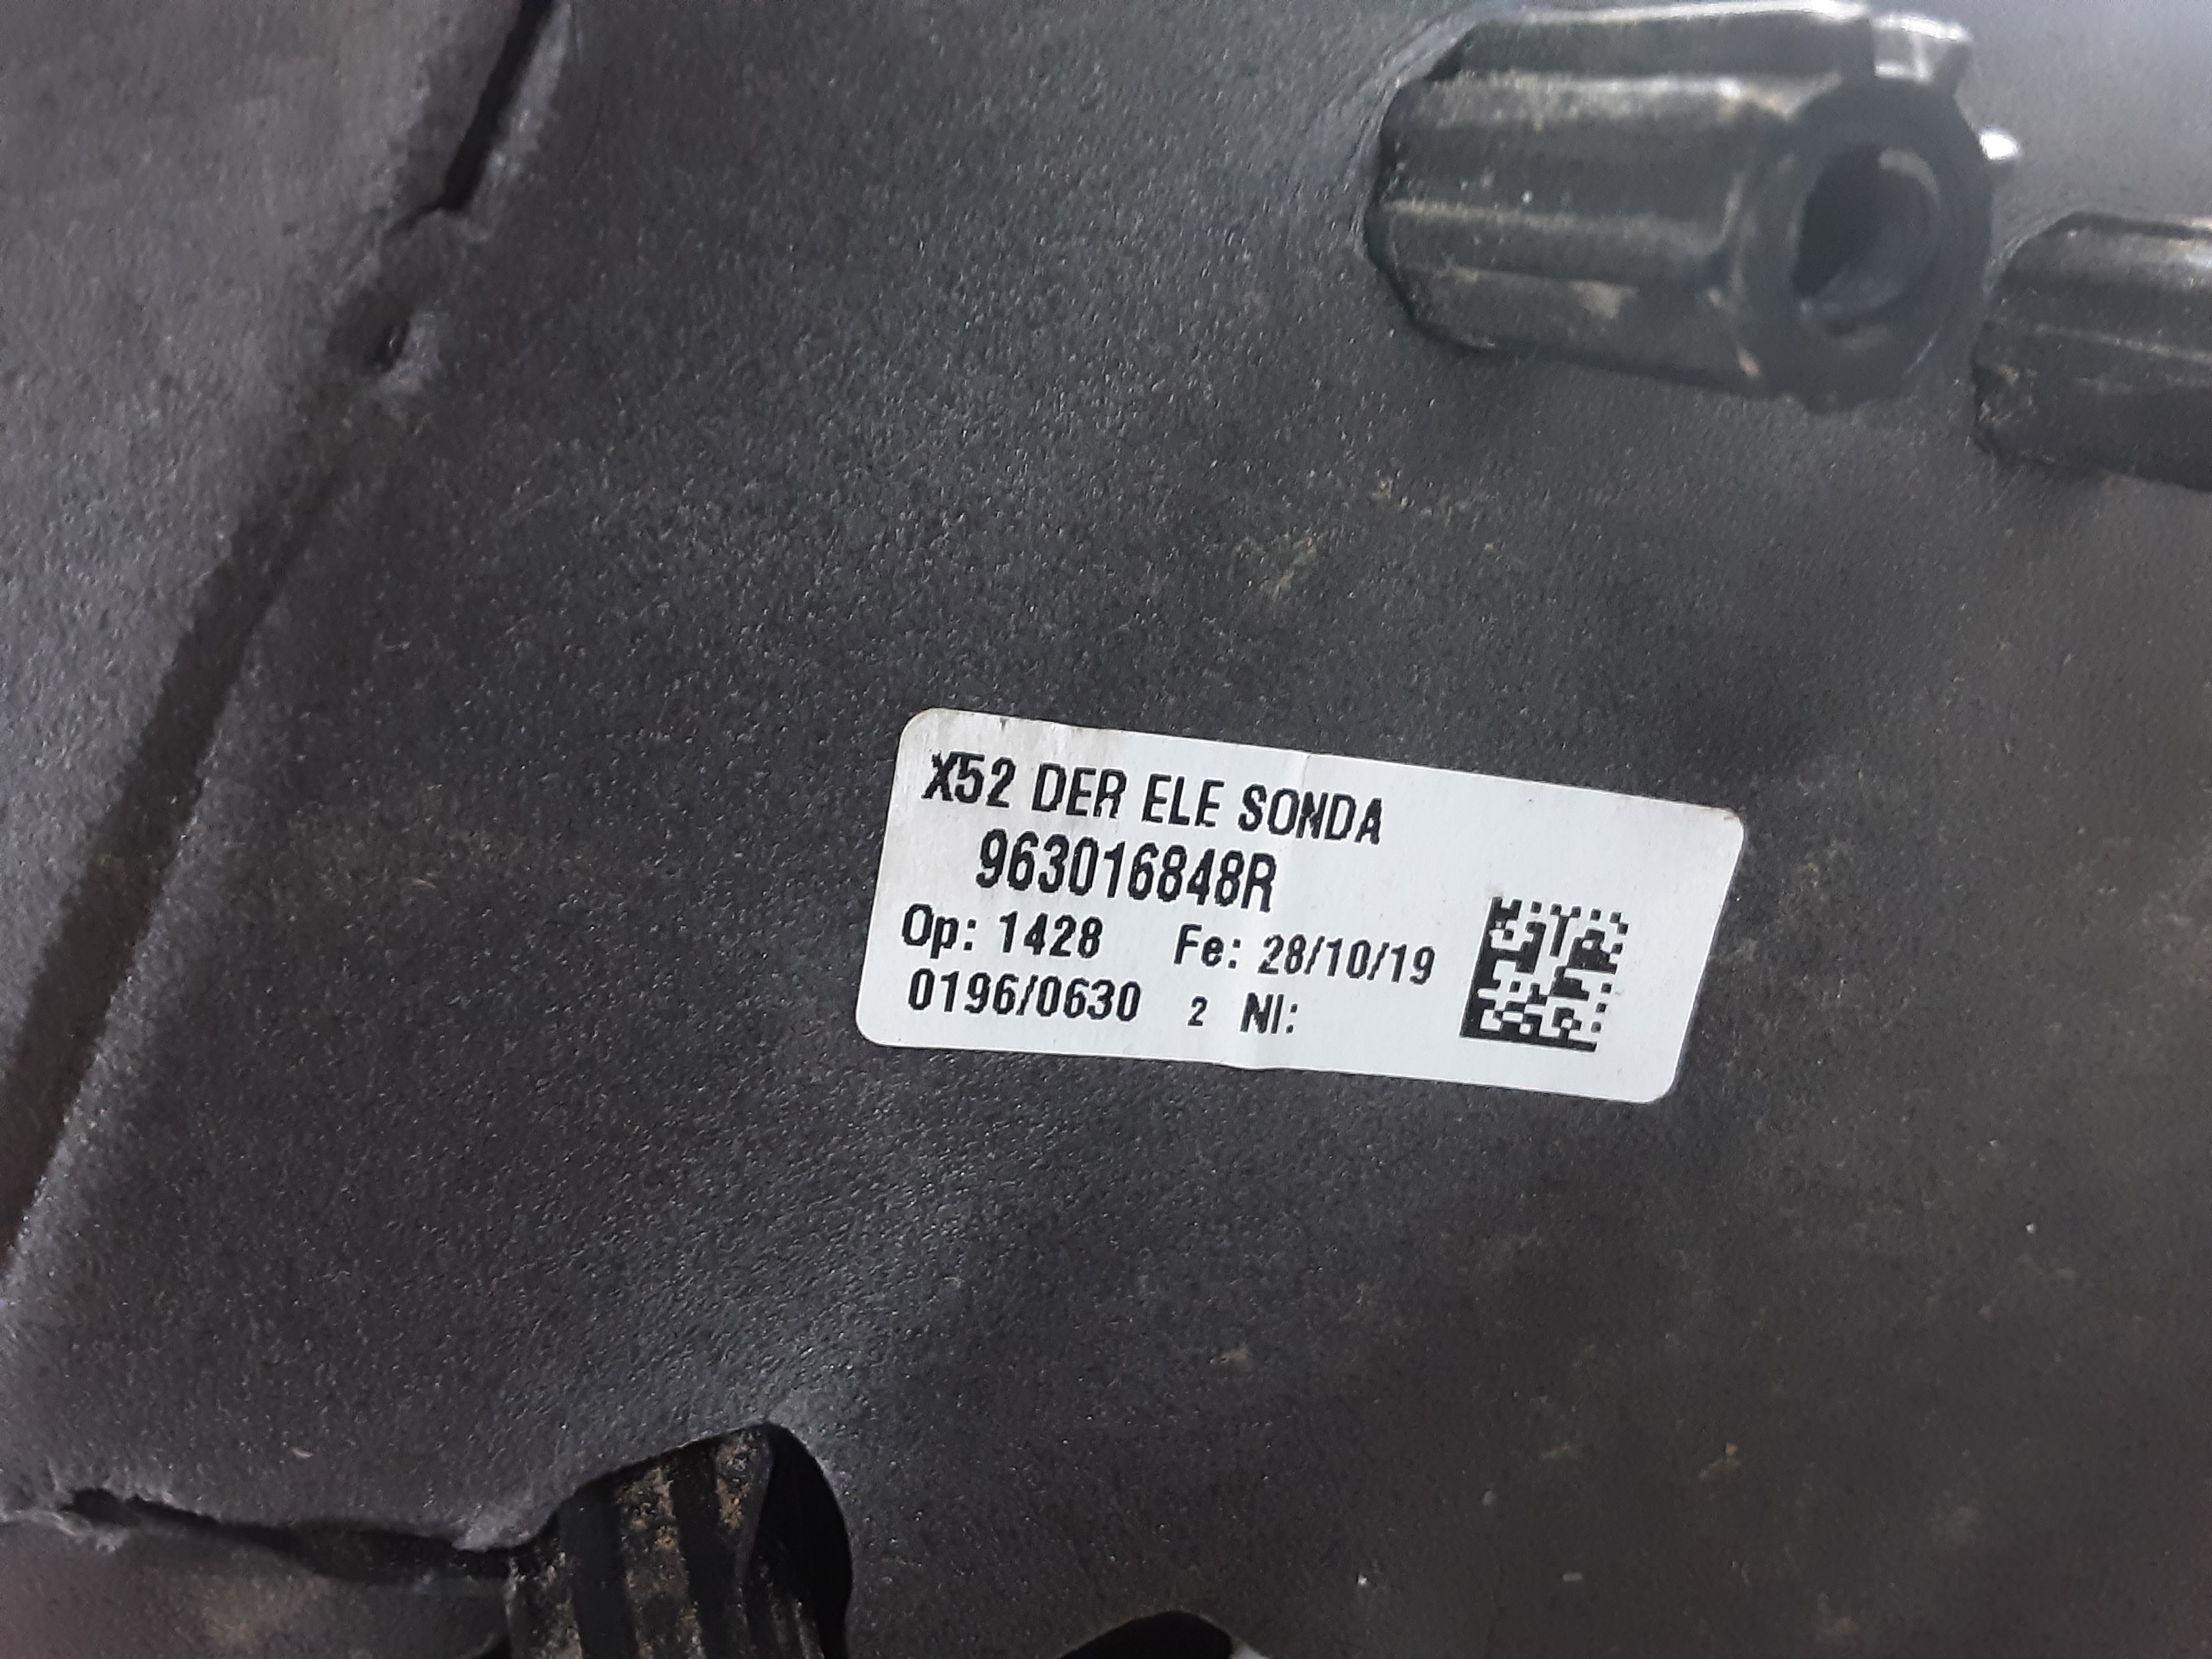 X52 DER ELE SONDA
963016848R
Op: 1428 Fe: 28/10/19
0196/0630 2 NI: